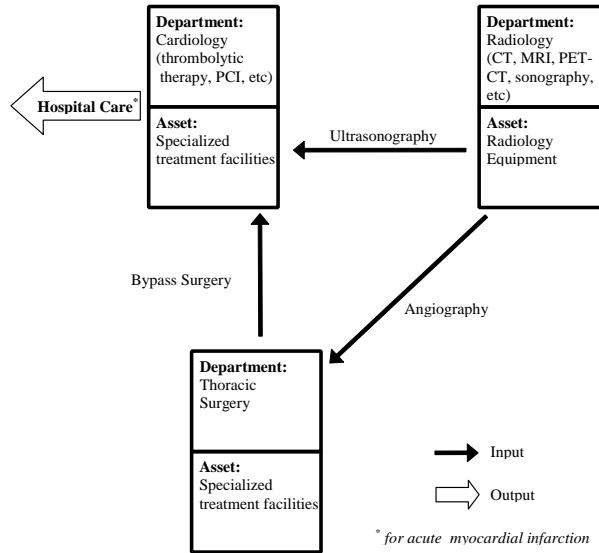 Department:
Cardiology
(thrombolytic
therapy, PCI, etc)
Asset:
Specialized
treatment facilities
Hospital Care*
Department:
Radiology
(CT, MRI, PET-
CT, sonography,
etc)
Asset:
Radiology
Equipment
Ultrasonography
Bypass Surgery
Angiography
Department:
Thoracic
Surgery
Asset:
Specialized
treatment facilities
Input
Output
* for acute myocardial infarction